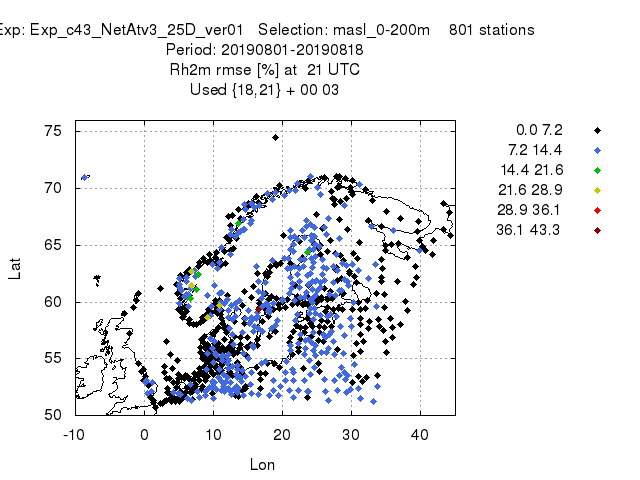 Exp: Exp_c43_NetAtv3_25D_ver01 Selection: masl_0-200m 801 stations
Period: 20190801-20190818
Rh2m rmse [%] at 21 UTC
Used {18,21} + 00 03
0.0 7.2
7.2 14.4
14.4 21.6
21.6 28.9
28.9 36.1
36.1 43.3
75
70
65
60
55
50
Lat
-10 0 10 20 30 40
Lon